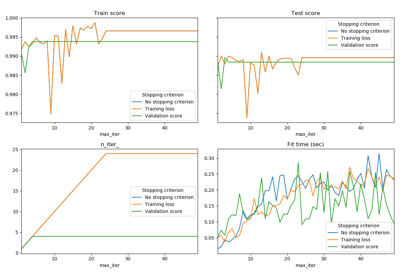 Train score
1.000
0.995
0.990
0.985
0.980
0.975
Stopping criterion
No stopping criterion
Training loss
Validation score
10 20 30 40
max_iter
Test score
Stopping criterion
No stopping criterion
Training loss
Validation score
10 20 30 40
max_iter
n_iter_
25
20
15
10
5
0
Stopping criterion
No stopping criterion
Training loss
Validation score
10 20 30 40
max_iter
Fit time (sec)
0.30
0.25
0.20
0.15
0.10
0.05
Stopping criterion
No stopping criterion
Training loss
Validation score
10 20 30 40
max_iter